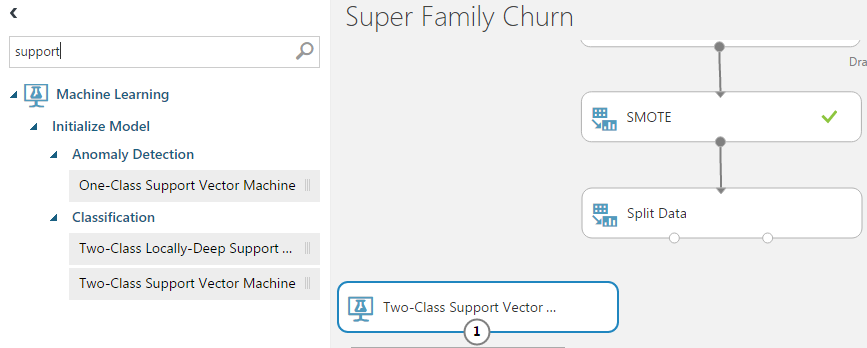 Super Family Churn
support
Machine Learning
Initialize Model
Anomaly Detection
One-Class Support Vector Machine
Classification
Two-Class Locally-Deep Support ...
Two-Class Support Vector Machine
Dra
SMOTE
Split Data
Two-Class Support Vector ...
1